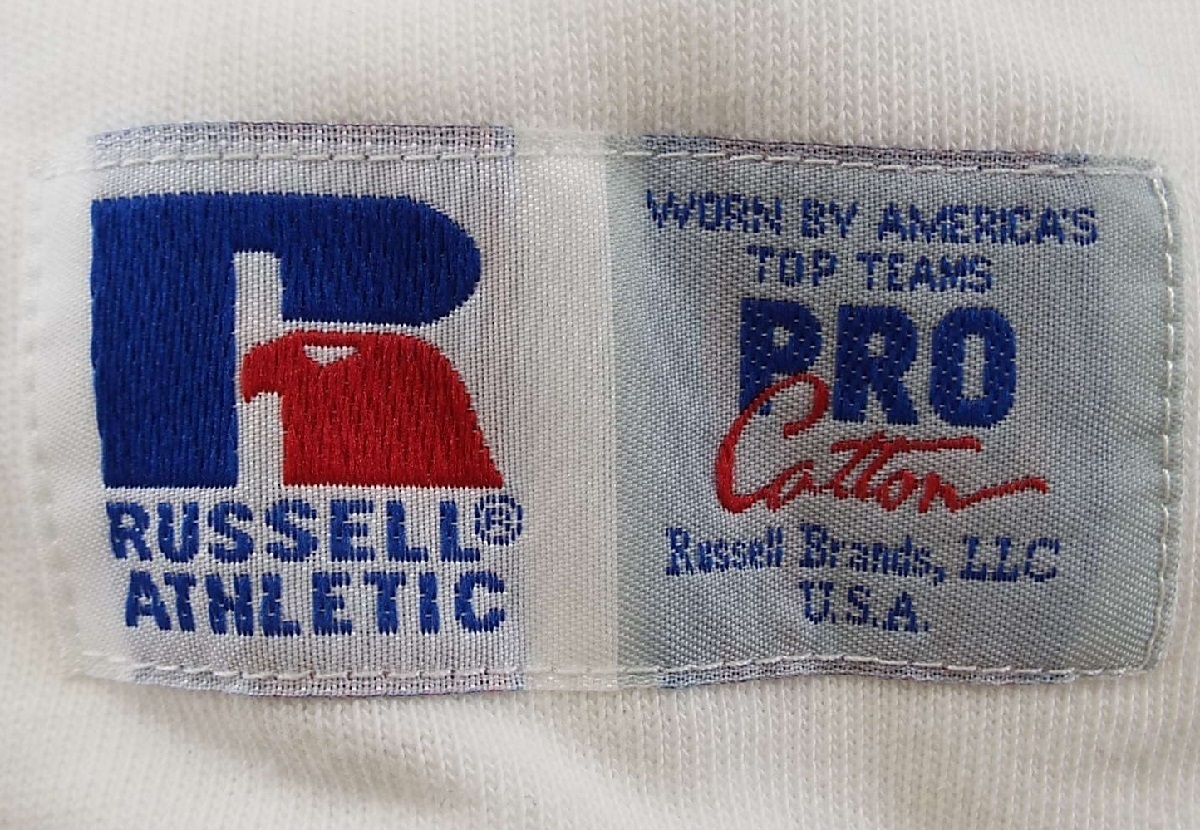 RUSSELL®
ATHLETIC
WORN BY AMERICA'S
TOP TEAMS
PRO
Cotton
Russell Brands, LLC
U.S.A.